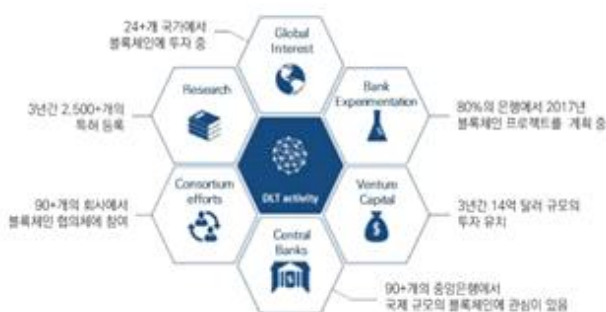 24+개 국가에서
블록체인에 투자 중
Global
Interest
Research
3년간 2,500+개의
특허 등록
Bank
Experimentation
80%의 은행에서 2017년
블록체인 프로젝트를 계획 중
DLT activity
Consortium
efforts
90+개의 회사에서
블록체인 협의체에 참여
Venture
Capital
3년간 14억 달러 규모의
투자 유치
Central
Banks
90+개의 중앙은행에서
국제 규모의 블록체인에 관심이 있음